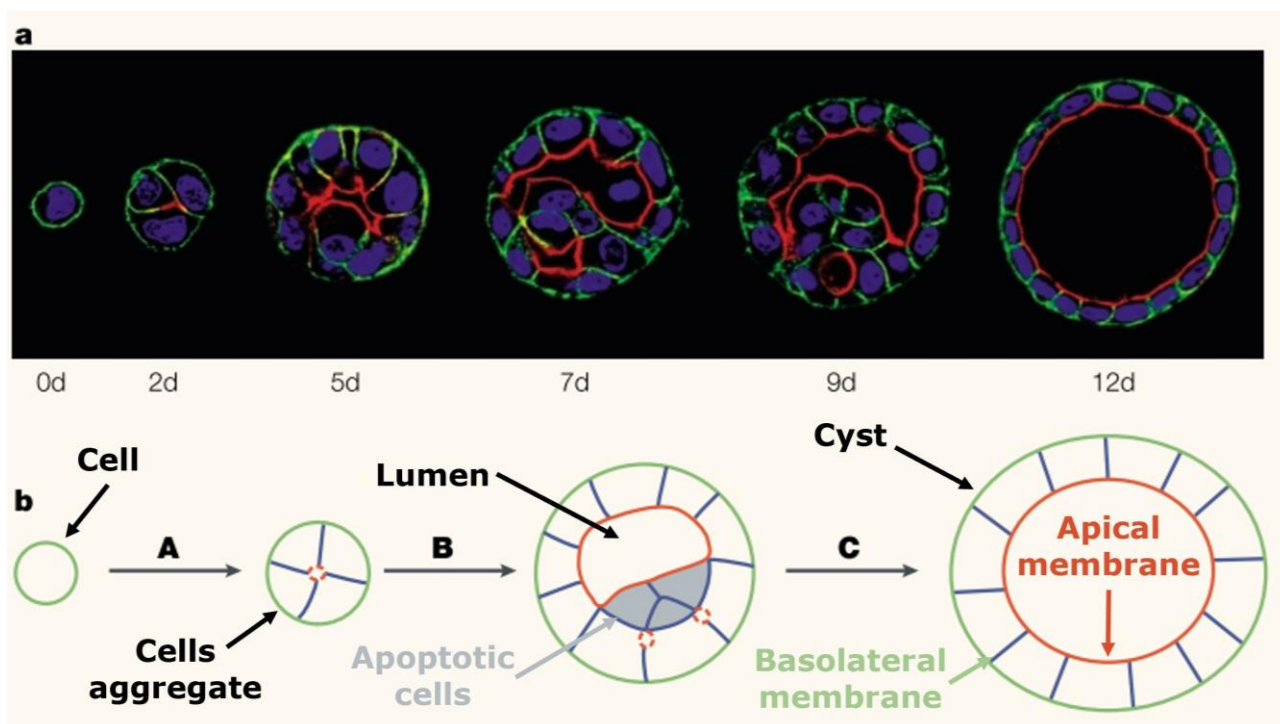 a
0d 2d 5d 7d 9d 12d
Cyst
Cell
Lumen
b
A B C
Apical
membrane
Cells
aggregate
Apoptotic
cells
Basolateral
membrane